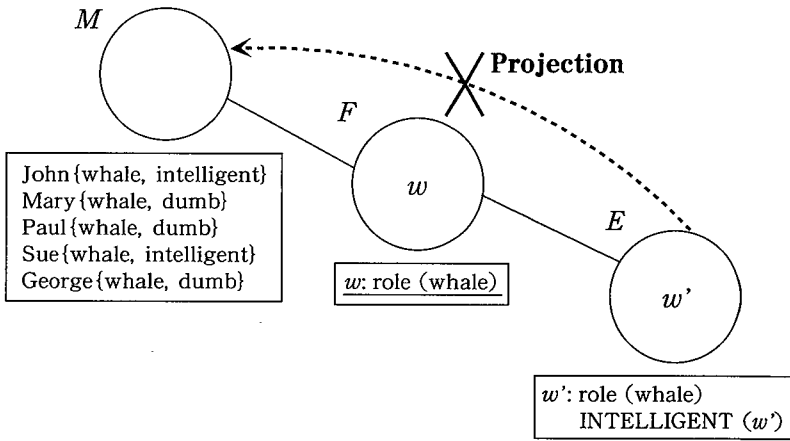 M
Projection
F
John{whale, intelligent}
Mary{whale, dumb}
Paul{whale, dumb}
Sue{whale, intelligent}
George{whale, dumb}
w
w: role (whale)
E
w'
w': role (whale)
INTELLIGENT (w')